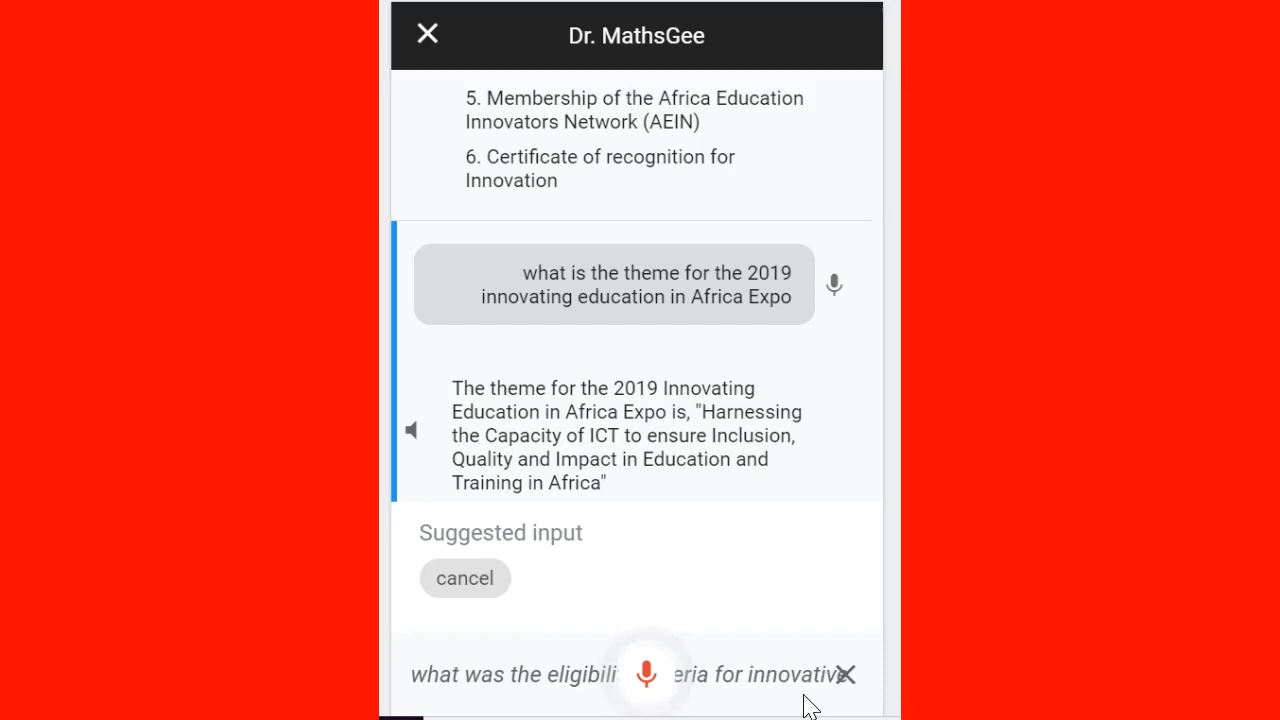 Dr. MathsGee
5. Membership of the Africa Education
Innovators Network (AEIN)
6. Certificate of recognition for
Innovation
what is the theme for the 2019
innovating education in Africa Expo
The theme for the 2019 Innovating
Education in Africa Expo is, "Harnessing
the Capacity of ICT to ensure Inclusion,
Quality and Impact in Education and
Training in Africa"
Suggested input
cancel
what was the for innovative